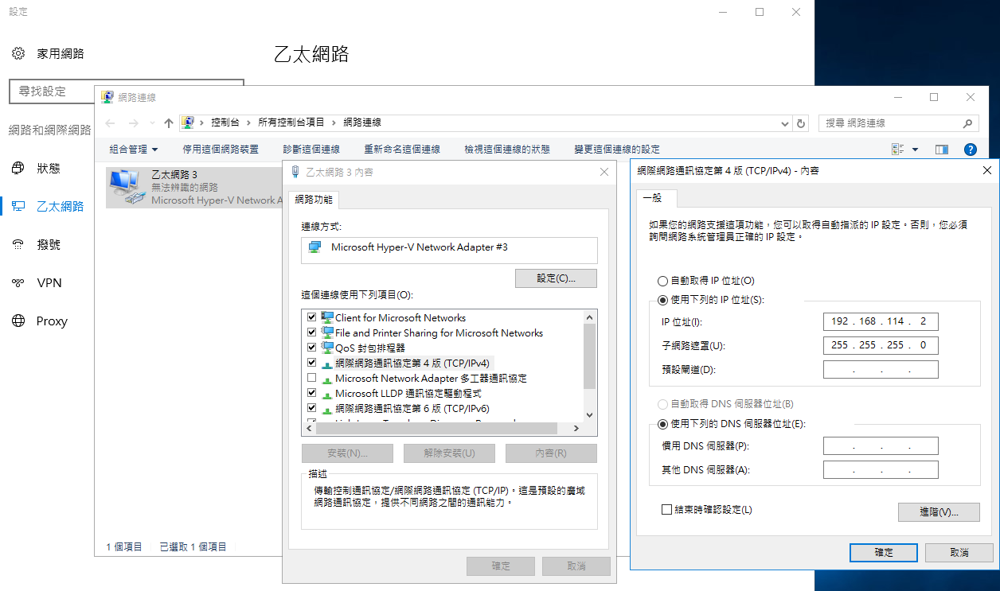 設定
家用網路
乙太網路
尋找設定
網路和網際網路
狀態
乙太網路
撥號
VPN
Proxy
網路連線
控制台 › 所有控制台項目 › 網路連線
搜尋 網路連線
組合管理 停用這個網路裝置 診斷這個連線 重新命名這個連線 檢視這個連線的狀態 變更這個連線的設定
乙太網路 3
無法辨識的網路
Microsoft Hyper-V Network A
1 個項目 已選取 1 個項目
乙太網路 3 內容
網路功能
連線方式:
Microsoft Hyper-V Network Adapter #3
設定(C)...
這個連線使用下列項目(O):
Client for Microsoft Networks
File and Printer Sharing for Microsoft Networks
QoS 封包排程器
網際網路通訊協定第 4 版 (TCP/IPv4)
Microsoft Network Adapter 多工器通訊協定
Microsoft LLDP 通訊協定驅動程式
網際網路通訊協定第 6 版 (TCP/IPv6)
安裝(N)... 解除安裝(U) 內容(R)
描述
傳輸控制通訊協定/網際網路通訊協定 (TCP/IP)。這是預設的廣域
網路通訊協定，提供不同網路之間的通訊能力。
確定 取消
網際網路通訊協定第 4 版 (TCP/IPv4) - 內容
一般
如果您的網路支援這項功能，您可以取得自動指派的 IP 設定。否則，您必須
詢問網路系統管理員正確的 IP 設定。
自動取得 IP 位址(O)
使用下列的 IP 位址(S):
IP 位址(I): 192 . 168 . 114 . 2
子網路遮罩(U): 255 . 255 . 255 . 0
預設閘道(D): . . .
自動取得 DNS 伺服器位址(B)
使用下列的 DNS 伺服器位址(E):
慣用 DNS 伺服器(P): . . .
其他 DNS 伺服器(A): . . .
結束時確認設定(L)
進階(V)...
確定 取消